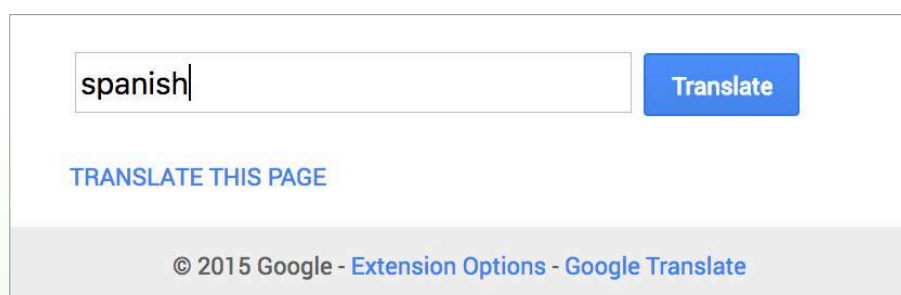 spanish
Translate
TRANSLATE THIS PAGE
© 2015 Google - Extension Options - Google Translate